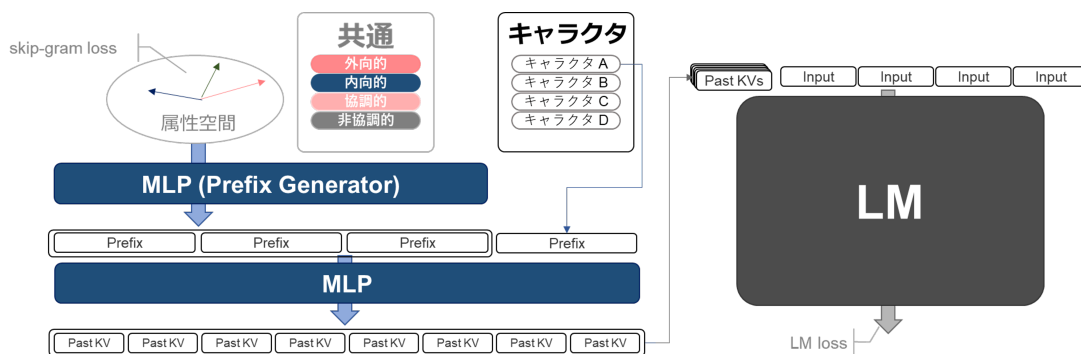 skip-gram loss
属性空間
共通
外向的
内向的
協調的
非協調的
キャラクタ
キャラクタ A
キャラクタ B
キャラクタ C
キャラクタ D
MLP (Prefix Generator)
Prefix
Prefix
Prefix
Prefix
MLP
Past KV
Past KV
Past KV
Past KV
Past KV
Past KV
Past KV
Past KV
Past KVs
Input
Input
Input
Input
LM
LM loss